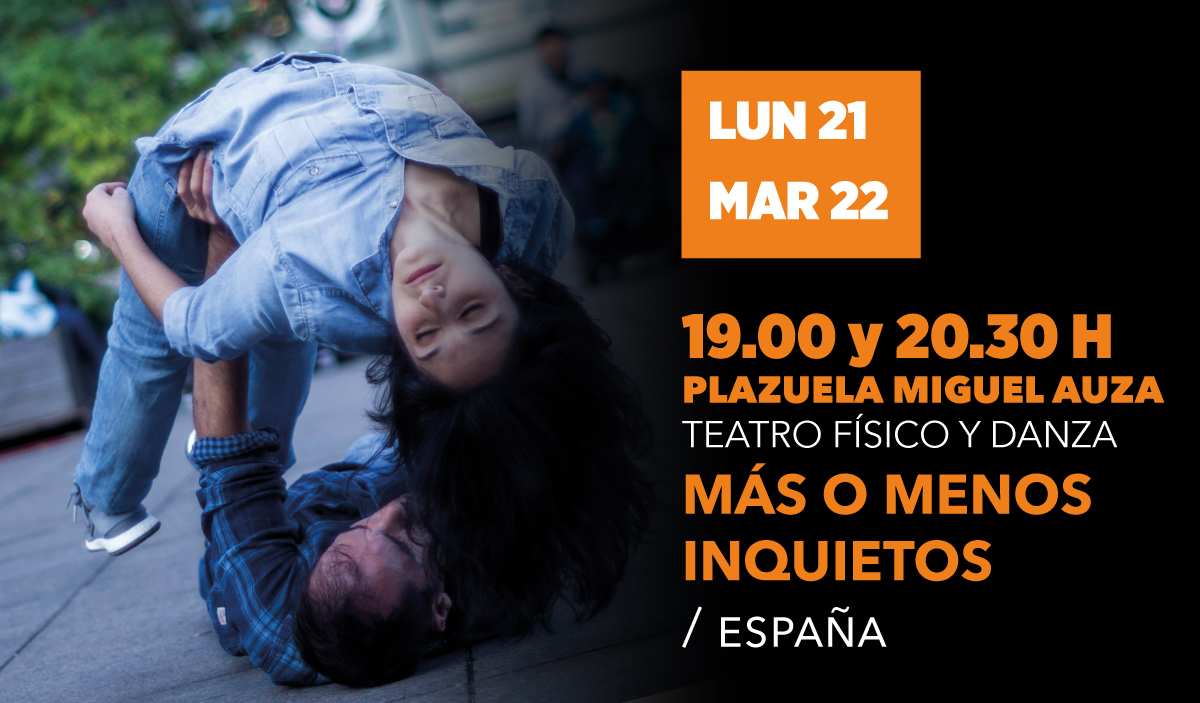 LUN 21
MAR 22
19.00 y 20.30 H
PLAZUELA MIGUEL AUZA
TEATRO FÍSICO Y DANZA
MÁS O MENOS
INQUIETOS
/ ESPAÑA